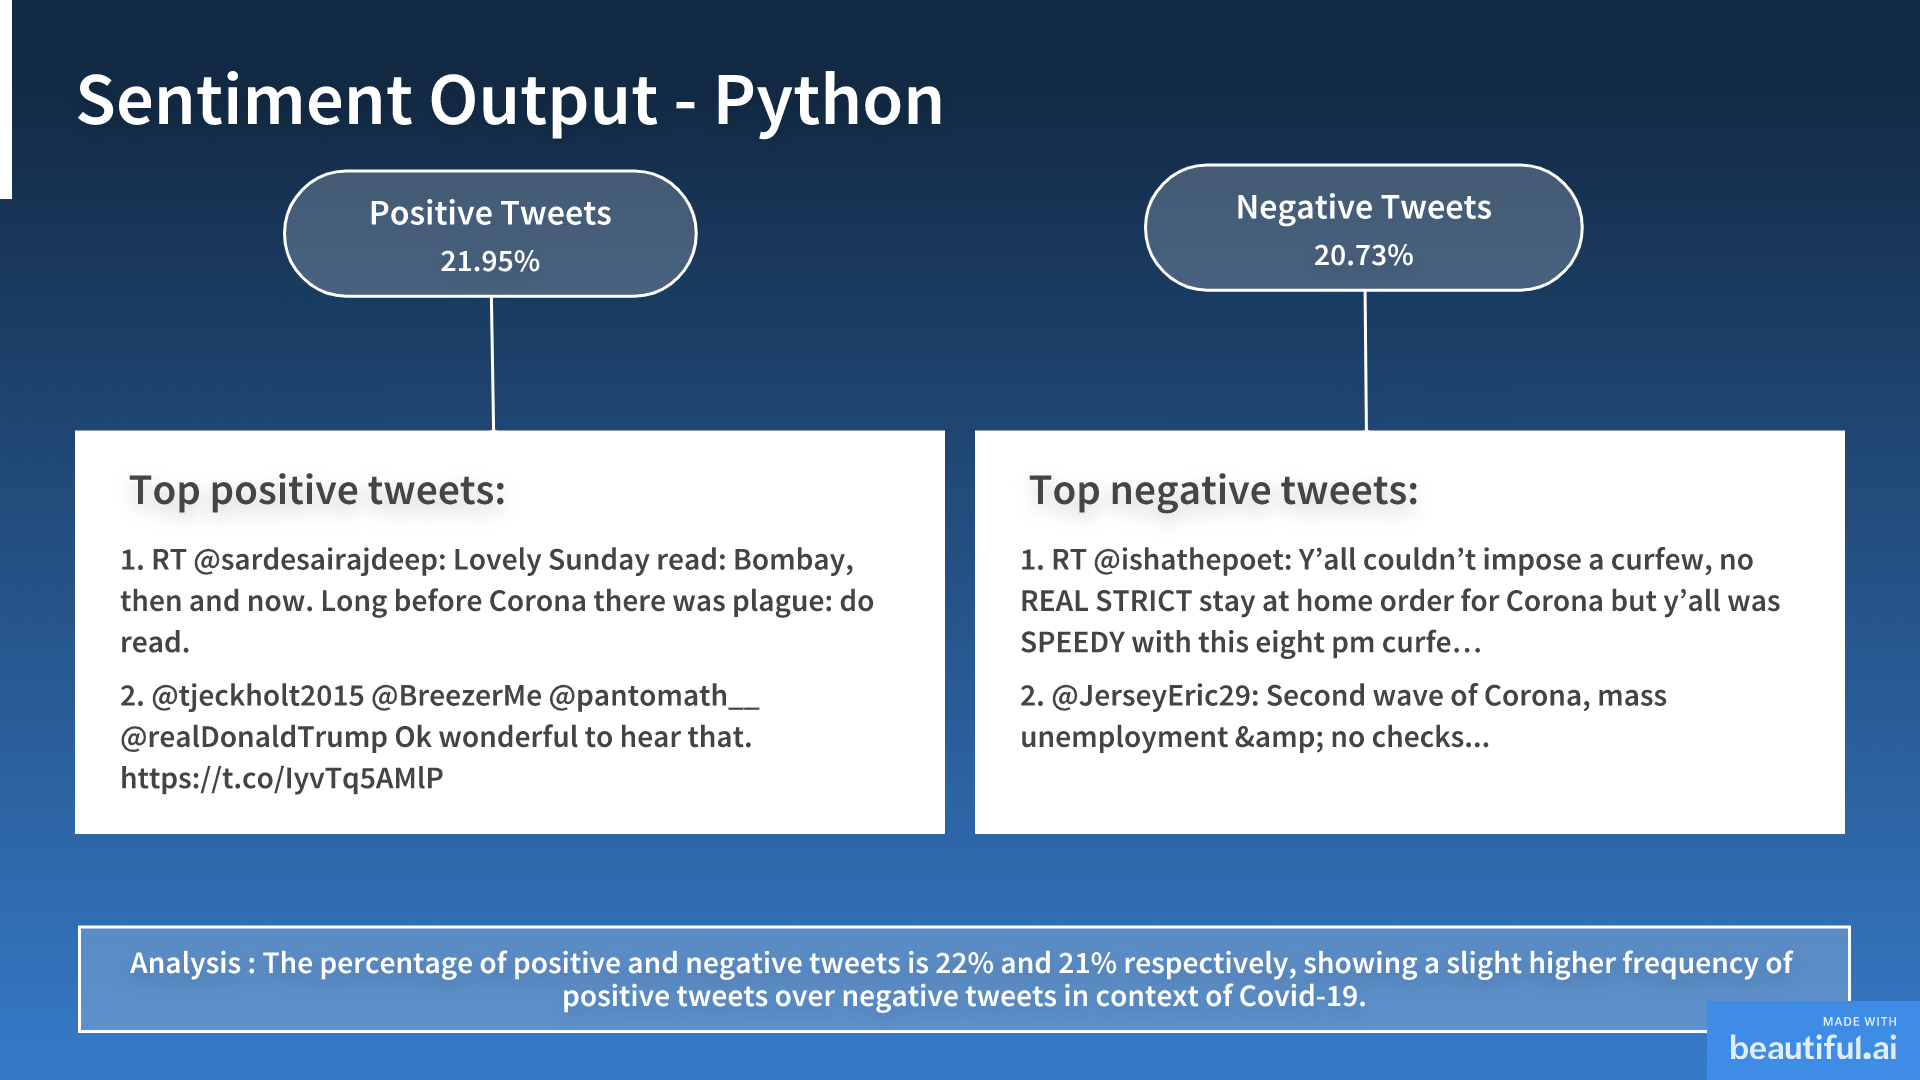 Sentiment Output - Python
Positive Tweets
21.95%
Negative Tweets
20.73%
Top positive tweets:
1. RT @sardesairajdeep: Lovely Sunday read: Bombay,
then and now. Long before Corona there was plague: do
read.
2. @tjeckholt2015 @BreezerMe @pantomath__
@realDonaldTrump Ok wonderful to hear that.
https://t.co/IyvTq5AMlP
Top negative tweets:
1. RT @ishathepoet: Y’all couldn’t impose a curfew, no
REAL STRICT stay at home order for Corona but y’all was
SPEEDY with this eight pm curfe…
2. @JerseyEric29: Second wave of Corona, mass
unemployment &amp; no checks...
Analysis : The percentage of positive and negative tweets is 22% and 21% respectively, showing a slight higher frequency of
positive tweets over negative tweets in context of Covid-19.
MADE WITH
beautiful.ai